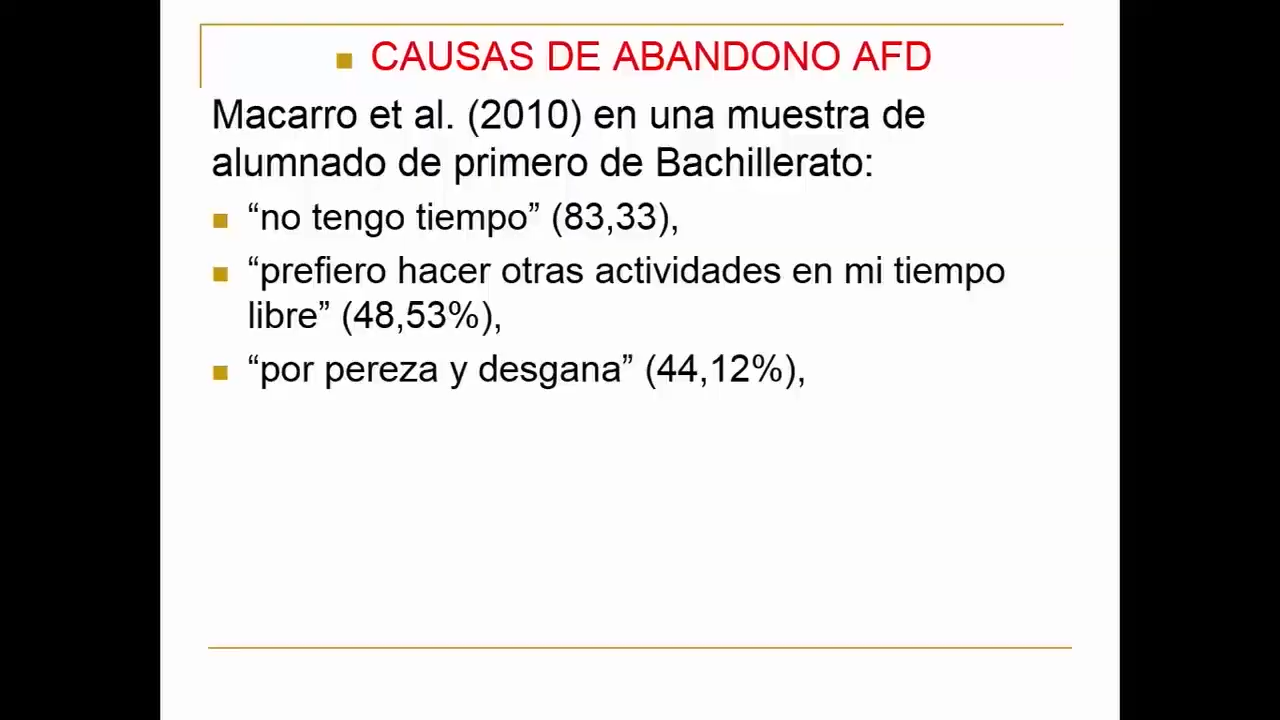 CAUSAS DE ABANDONO AFD
Macarro et al. (2010) en una muestra de
alumnado de primero de Bachillerato:
“no tengo tiempo” (83,33),
“prefiero hacer otras actividades en mi tiempo
libre” (48,53%),
“por pereza y desgana” (44,12%),